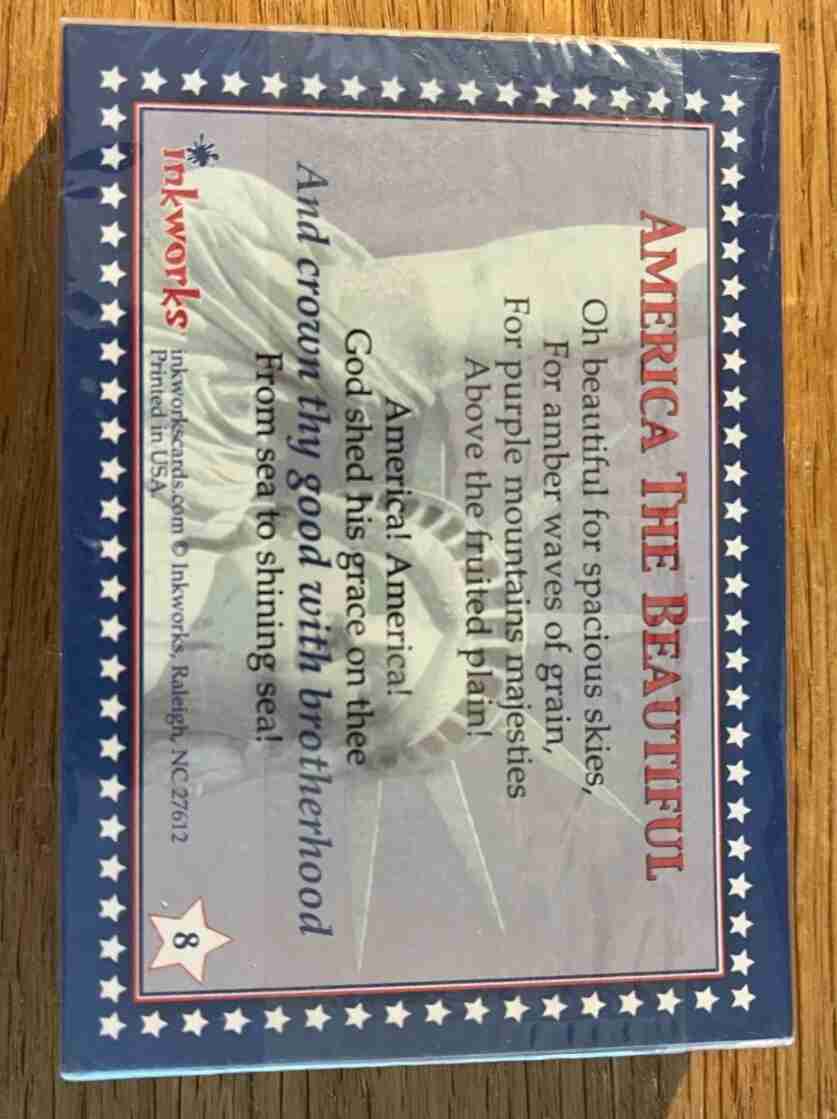 AMERICA THE BEAUTIFUL
Oh beautiful for spacious skies,
For amber waves of grain,
For purple mountains majesties
Above the fruited plain!
America! America!
God shed his grace on thee
And crown thy good with brotherhood
From sea to shining sea!
inkworks
inkworkscards.com © Inkworks, Raleigh, NC 27612
Printed in USA
8